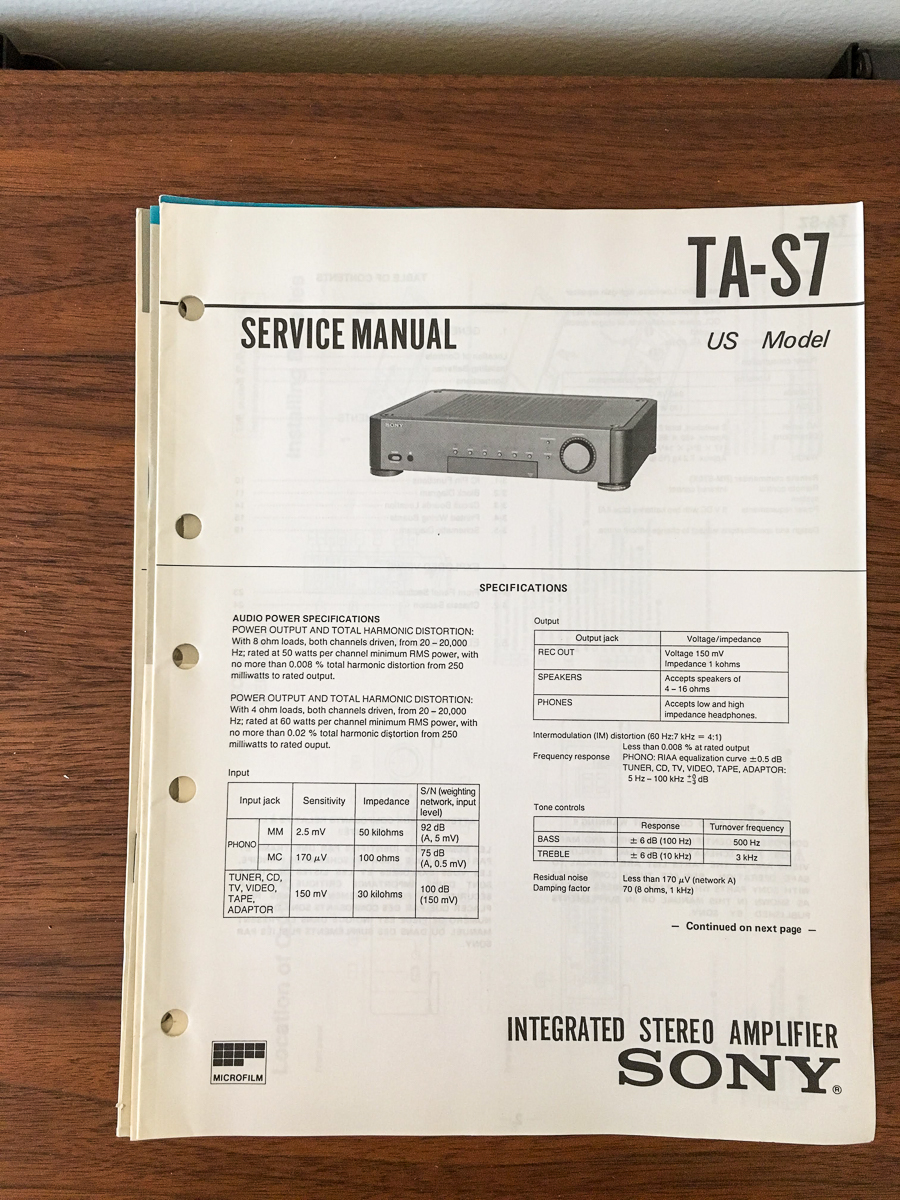 TA-S7
SERVICE MANUAL
US Model
SONY
SPECIFICATIONS
AUDIO POWER SPECIFICATIONS
POWER OUTPUT AND TOTAL HARMONIC DISTORTION:
With 8 ohm loads, both channels driven, from 20 – 20,000
Hz; rated at 50 watts per channel minimum RMS power, with
no more than 0.008 % total harmonic distortion from 250
milliwatts to rated output.
POWER OUTPUT AND TOTAL HARMONIC DISTORTION:
With 4 ohm loads, both channels driven, from 20 – 20,000
Hz; rated at 60 watts per channel minimum RMS power, with
no more than 0.02 % total harmonic distortion from 250
milliwatts to rated ouput.
Input
Input jack Sensitivity Impedance S/N (weighting
network, input
level)
PHONO MM 2.5 mV 50 kilohms 92 dB
(A, 5 mV)
MC 170 µV 100 ohms 75 dB
(A, 0.5 mV)
TUNER, CD,
TV, VIDEO,
TAPE,
ADAPTOR 150 mV 30 kilohms 100 dB
(150 mV)
Output
Output jack Voltage/impedance
REC OUT Voltage 150 mV
Impedance 1 kohms
SPEAKERS Accepts speakers of
4 – 16 ohms
PHONES Accepts low and high
impedance headphones.
Intermodulation (IM) distortion (60 Hz:7 kHz = 4:1)
Less than 0.008 % at rated output
Frequency response PHONO: RIAA equalization curve ±0.5 dB
TUNER, CD, TV, VIDEO, TAPE, ADAPTOR:
5 Hz – 100 kHz +0 −3 dB
Tone controls
Response Turnover frequency
BASS ± 6 dB (100 Hz) 500 Hz
TREBLE ± 6 dB (10 kHz) 3 kHz
Residual noise Less than 170 µV (network A)
Damping factor 70 (8 ohms, 1 kHz)
— Continued on next page —
MICROFILM
INTEGRATED STEREO AMPLIFIER
SONY®